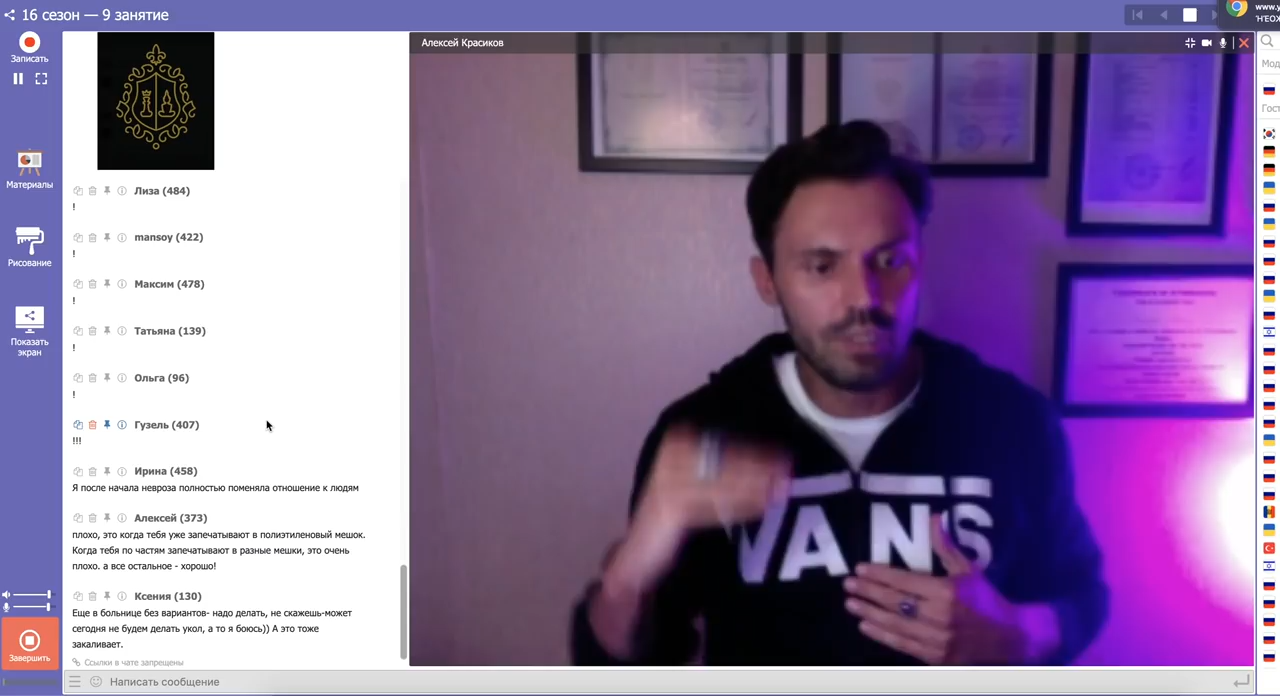 16 сезон — 9 занятие
www.y
Записать
Материалы
Рисование
Показать
экран
Завершить
Лиза (484)
!
mansoy (422)
!
Максим (478)
!
Татьяна (139)
!
Ольга (96)
!
Гузель (407)
!!!
Ирина (458)
Я после начала невроза полностью поменяла отношение к людям
Алексей (373)
плохо, это когда тебя уже запечатывают в полиэтиленовый мешок.
Когда тебя по частям запечатывают в разные мешки, это очень
плохо. а все остальное - хорошо!
Ксения (130)
Еще в больнице без вариантов- надо делать, не скажешь-может
сегодня не будем делать укол, а то я боюсь)) А это тоже
закаливает.
Ссылки в чате запрещены
Написать сообщение
Алексей Красиков
VANS
Мод
Гост